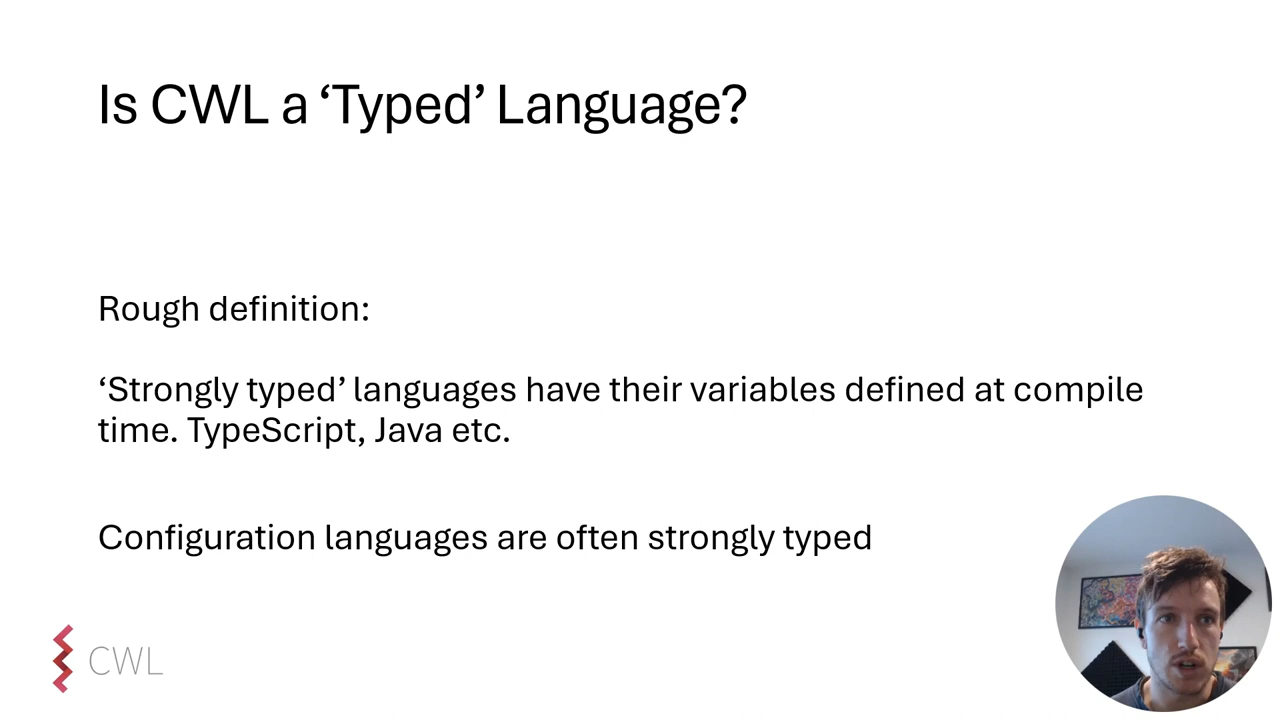 Is CWL a ‘Typed’ Language?
Rough definition:
‘Strongly typed’ languages have their variables defined at compile
time. TypeScript, Java etc.
Configuration languages are often strongly typed
CWL